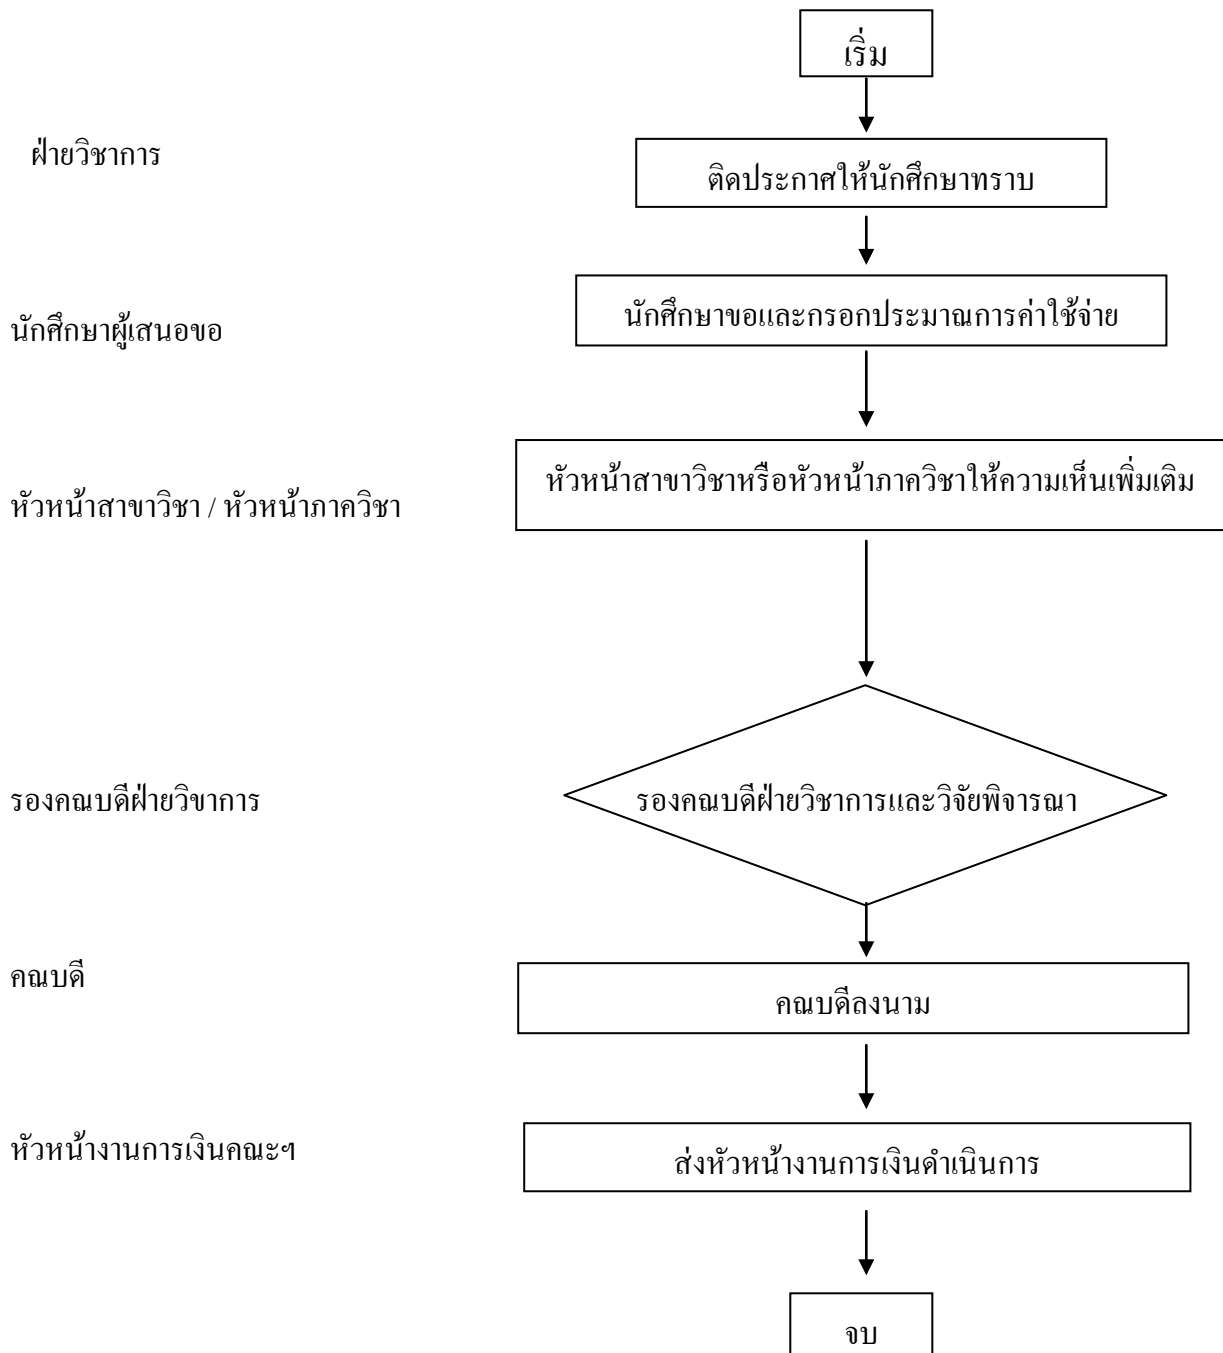 เริ่ม
ฝ่ายวิชาการ
ติดประกาศให้นักศึกษาทราบ
นักศึกษาผู้เสนอขอ
นักศึกษาขอและกรอกประมาณการค่าใช้จ่าย
หัวหน้าสาขาวิชา / หัวหน้าภาควิชา
หัวหน้าสาขาวิชาหรือหัวหน้าภาควิชาให้ความเห็นเพิ่มเติม
รองคณบดีฝ่ายวิขาการ
รองคณบดีฝ่ายวิชาการและวิจัยพิจารณา
คณบดี
คณบดีลงนาม
หัวหน้างานการเงินคณะฯ
ส่งหัวหน้างานการเงินดำเนินการ
จบ